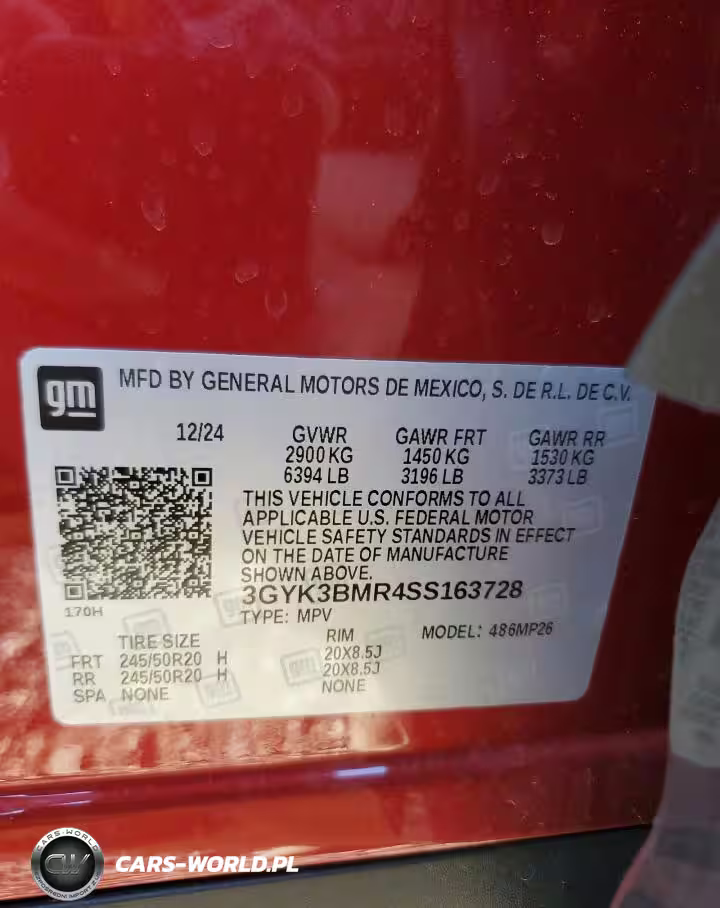 gm
MFD BY GENERAL MOTORS DE MEXICO, S. DE R.L. DE C.V.
12/24 GVWR GAWR FRT GAWR RR
2900 KG 1450 KG 1530 KG
6394 LB 3196 LB 3373 LB
THIS VEHICLE CONFORMS TO ALL
APPLICABLE U.S. FEDERAL MOTOR
VEHICLE SAFETY STANDARDS IN EFFECT
ON THE DATE OF MANUFACTURE
SHOWN ABOVE.
3GYK3BMR4SS163728
170H
TYPE: MPV
MODEL: 486MP26
TIRE SIZE RIM
FRT 245/50R20 H 20X8.5J
RR 245/50R20 H 20X8.5J
SPA NONE NONE
CARS-WORLD
CW
CARS-WORLD.PL